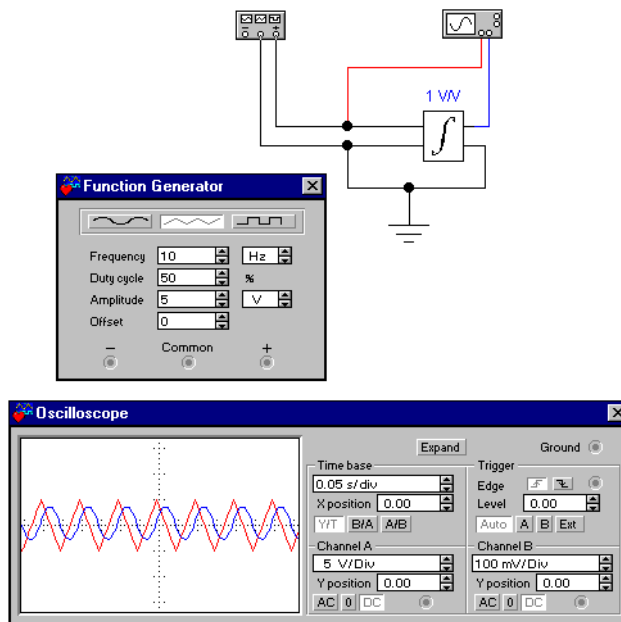 1 V/V
Function Generator
Frequency 10 Hz
Duty cycle 50 %
Amplitude 5 V
Offset 0
− Common +
Oscilloscope
Expand Ground
Time base Trigger
0.05 s/div Edge
X position 0.00 Level 0.00
Y/T B/A A/B Auto A B Ext
Channel A Channel B
5 V/Div 100 mV/Div
Y position 0.00 Y position 0.00
AC 0 DC AC 0 DC